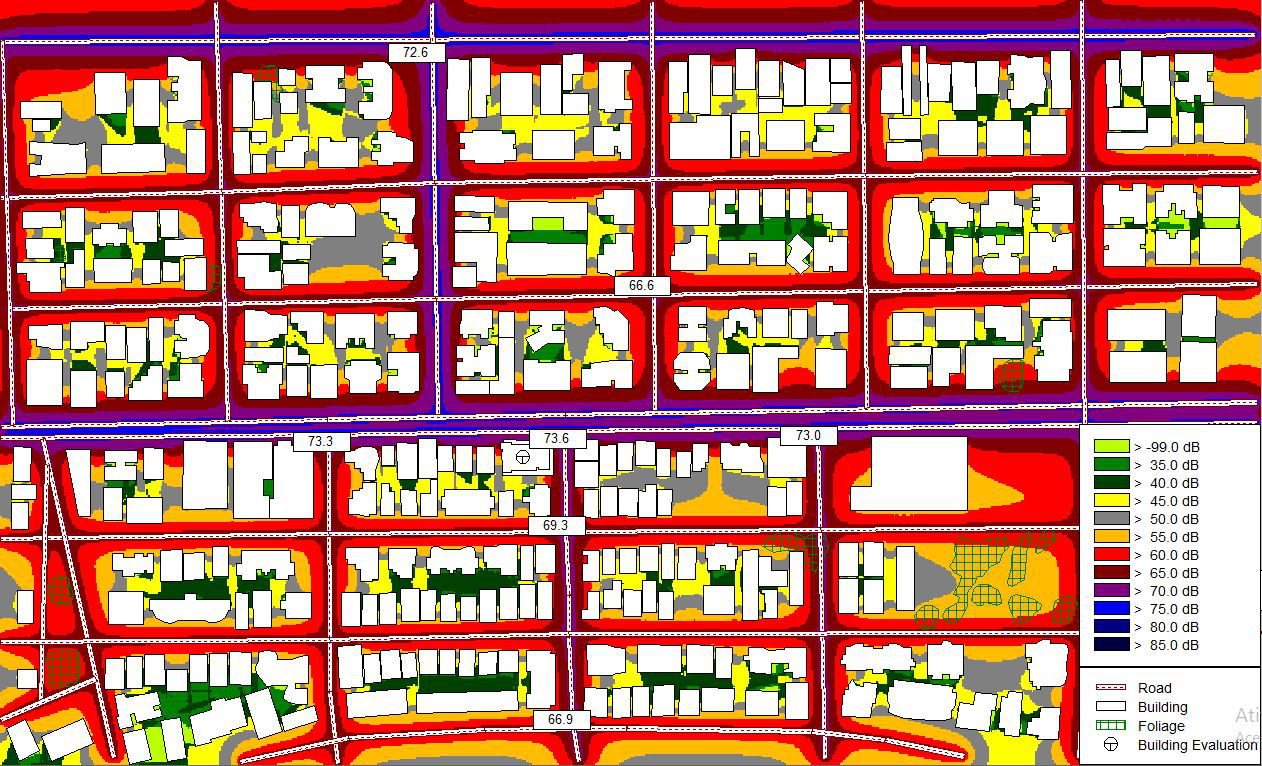 72.6
66.6
73.3
73.6
73.0
69.3
66.9
> -99.0 dB
> 35.0 dB
> 40.0 dB
> 45.0 dB
> 50.0 dB
> 55.0 dB
> 60.0 dB
> 65.0 dB
> 70.0 dB
> 75.0 dB
> 80.0 dB
> 85.0 dB
Road
Building
Foliage
Building Evaluation
Ati
Ace